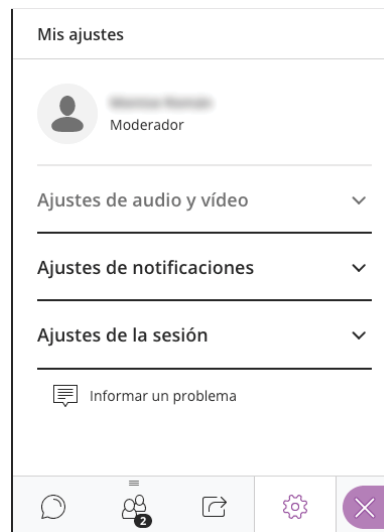 Mis ajustes
Moderador
Ajustes de audio y vídeo
Ajustes de notificaciones
Ajustes de la sesión
Informar un problema
2